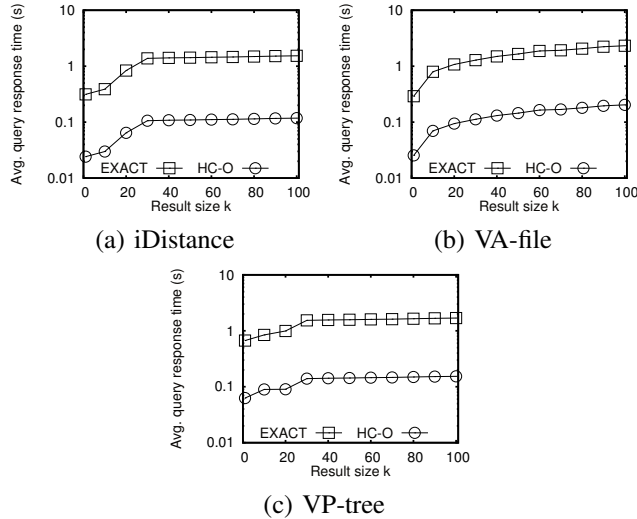 Avg. query response time (s)
10
1
0.1
0.01
EXACT HC-O
0 20 40 60 80 100
Result size k
(a) iDistance
Avg. query response time (s)
10
1
0.1
0.01
EXACT HC-O
0 20 40 60 80 100
Result size k
(b) VA-file
Avg. query response time (s)
10
1
0.1
0.01
EXACT HC-O
0 20 40 60 80 100
Result size k
(c) VP-tree